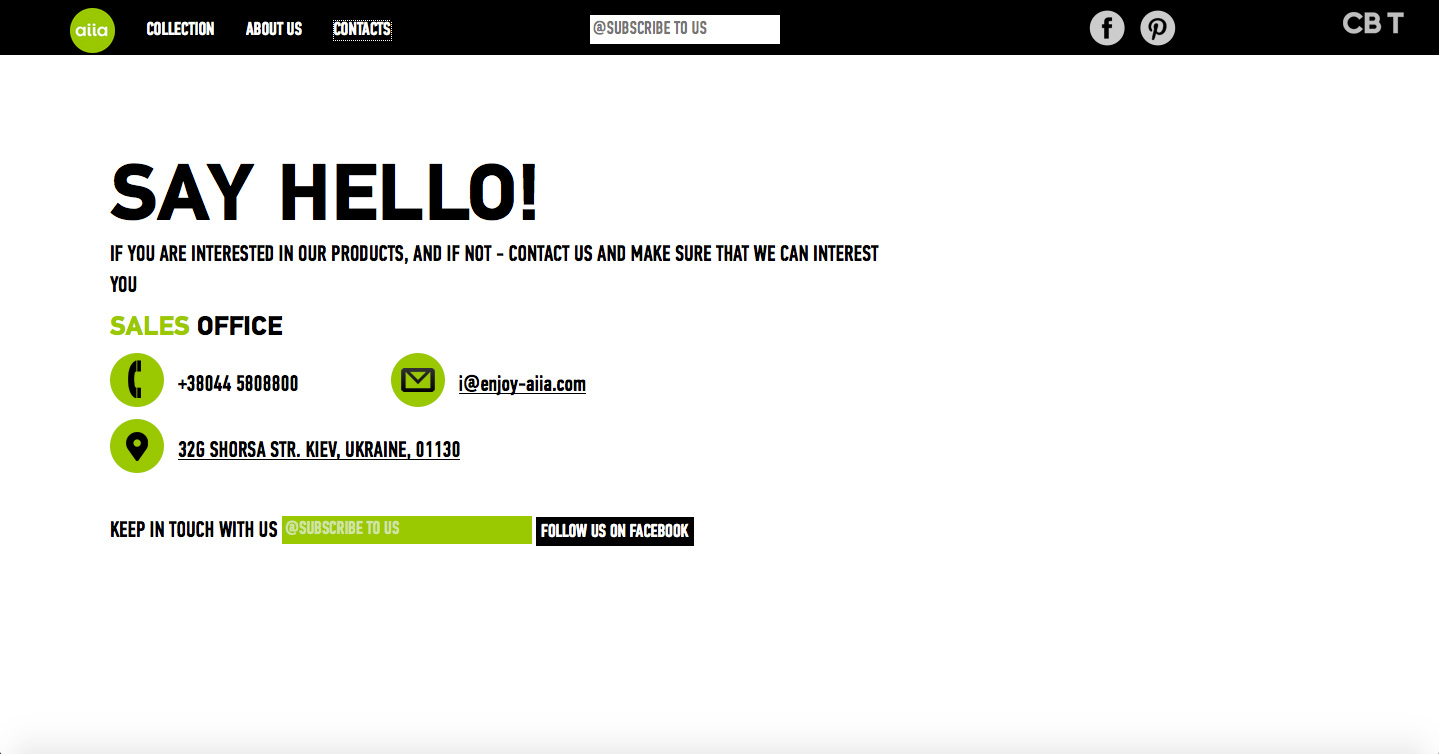 aiia COLLECTION ABOUT US CONTACTS @SUBSCRIBE TO US f p CB T
SAY HELLO!
IF YOU ARE INTERESTED IN OUR PRODUCTS, AND IF NOT - CONTACT US AND MAKE SURE THAT WE CAN INTEREST
YOU
SALES OFFICE
+38044 5808800 i@enjoy-aiia.com
32G SHORSA STR. KIEV, UKRAINE, 01130
KEEP IN TOUCH WITH US @SUBSCRIBE TO US FOLLOW US ON FACEBOOK